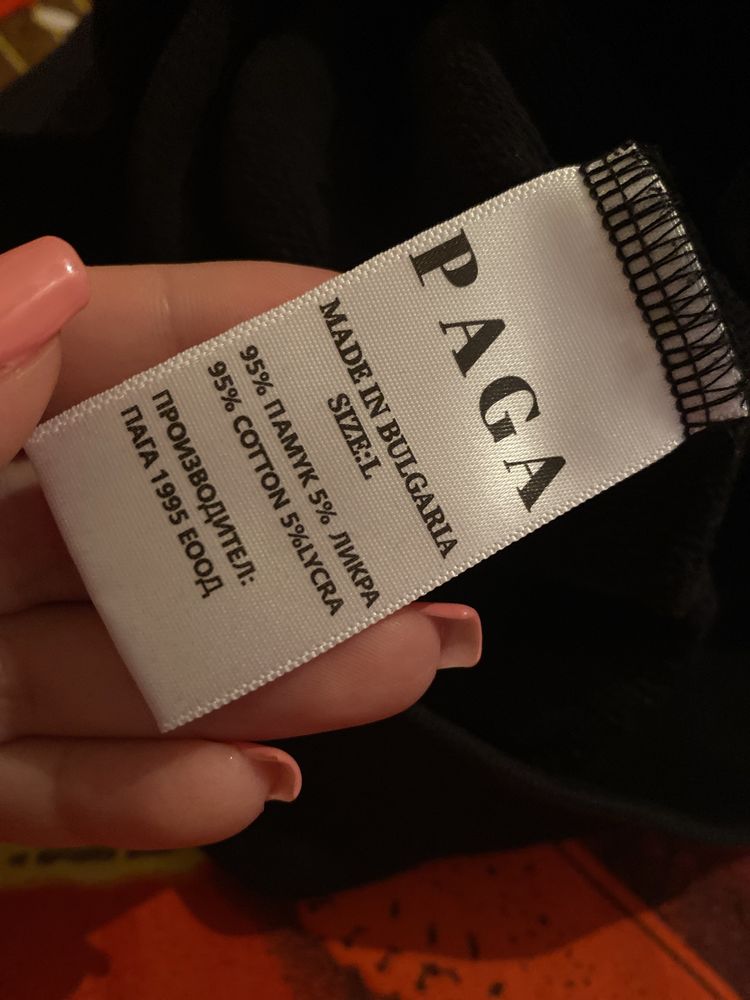 PAGA
MADE IN BULGARIA
SIZE:L
95% ПАМУК 5% ЛИКРА
95% COTTON 5%LYCRA
ПРОИЗВОДИТЕЛ:
ПАГА 1995 ЕООД